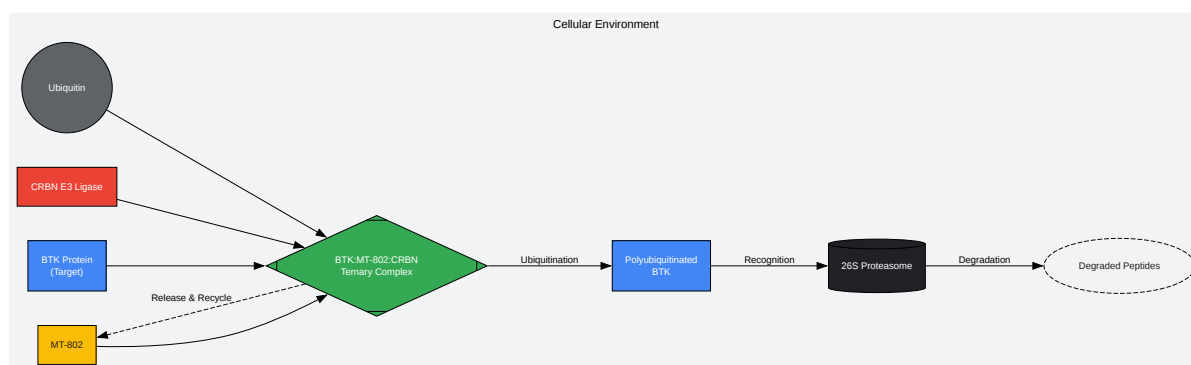 Cellular Environment
Ubiquitin
CRBN E3 Ligase
BTK Protein
(Target)
MT-802
Release & Recycle
BTK:MT-802:CRBN
Ternary Complex
Ubiquitination
Polyubiquitinated
BTK
Recognition
26S Proteasome
Degradation
Degraded Peptides